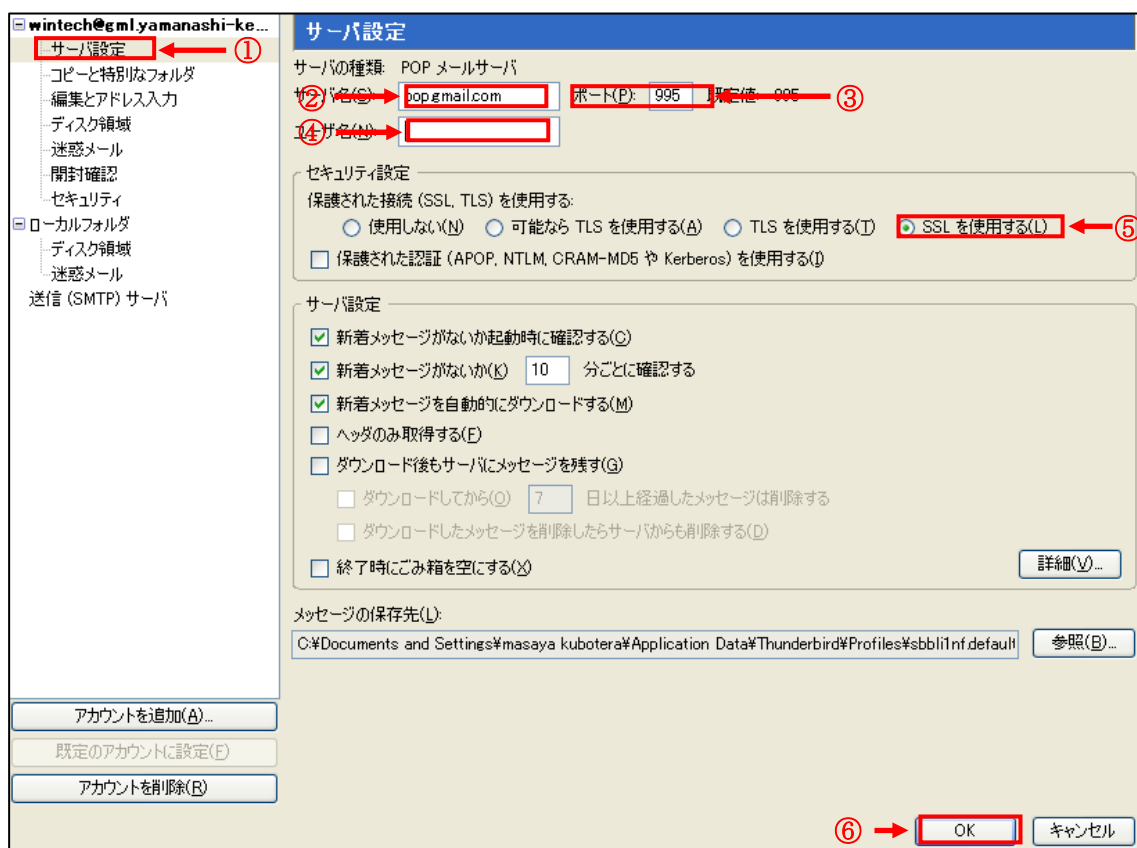 wintech@gml.yamanashi-ke...
サーバ設定
①
コピーと特別なフォルダ
編集とアドレス入力
ディスク領域
迷惑メール
開封確認
セキュリティ
ローカルフォルダ
ディスク領域
迷惑メール
送信 (SMTP) サーバ
アカウントを追加(A)...
既定のアカウントに設定(F)
アカウントを削除(R)
サーバ設定
サーバの種類: POP メールサーバ
② サーバ名(S): pop.gmail.com ポート(P): 995 既定値: 995 ③
④ ユーザ名(N):
セキュリティ設定
保護された接続 (SSL, TLS) を使用する:
使用しない(N) 可能なら TLS を使用する(A) TLS を使用する(T) SSL を使用する(L) ⑤
保護された認証 (APOP, NTLM, CRAM-MD5 や Kerberos) を使用する(I)
サーバ設定
新着メッセージがないか起動時に確認する(C)
新着メッセージがないか(K) 10 分ごとに確認する
新着メッセージを自動的にダウンロードする(M)
ヘッダのみ取得する(F)
ダウンロード後もサーバにメッセージを残す(G)
ダウンロードしてから(O) 7 日以上経過したメッセージは削除する
ダウンロードしたメッセージを削除したらサーバからも削除する(D)
終了時にごみ箱を空にする(X)
詳細(V)...
メッセージの保存先(L):
C:¥Documents and Settings¥masaya kubotera¥Application Data¥Thunderbird¥Profiles¥sbbli1nf.default 参照(B)...
⑥ OK キャンセル